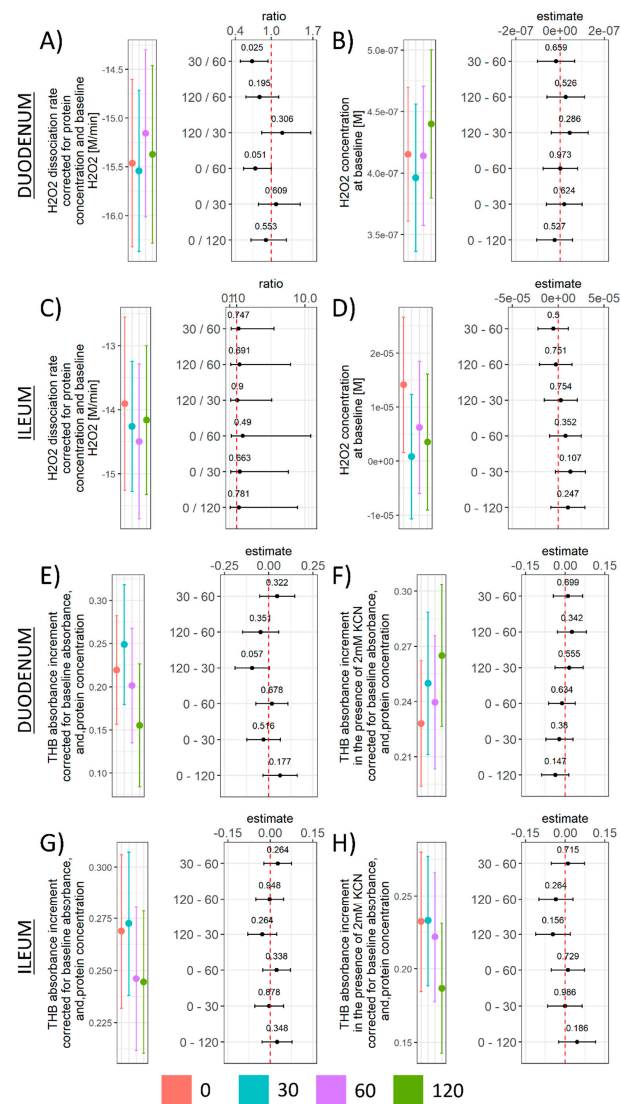 A)
DUODENUM
H2O2 dissociation rate
corrected for protein
concentration and baseline
H2O2 [M/min]
-14.5
-15.0
-15.5
-16.0
ratio
0.4 1.0 1.7
30 / 60 0.025
120 / 60 0.195
120 / 30 0.306
0 / 60 0.051
0 / 30 0.609
0 / 120 0.553
B)
H2O2 concentration
at baseline [M]
5.0e-07
4.5e-07
4.0e-07
3.5e-07
estimate
-2e-07 0e+00 2e-07
30 - 60 0.659
120 - 60 0.526
120 - 30 0.286
0 - 60 0.973
0 - 30 0.624
0 - 120 0.527
C)
ILEUM
H2O2 dissociation rate
corrected for protein
concentration and baseline
H2O2 [M/min]
-13
-14
-15
ratio
10.0
30 / 60 0.747
120 / 60 0.691
120 / 30 0.9
0 / 60 0.49
0 / 30 0.663
0 / 120 0.781
D)
H2O2 concentration
at baseline [M]
2e-05
1e-05
0e+00
-1e-05
estimate
-5e-05 0e+00 5e-05
30 - 60 0.5
120 - 60 0.751
120 - 30 0.754
0 - 60 0.352
0 - 30 0.107
0 - 120 0.247
E)
DUODENUM
THB absorbance increment
corrected for baseline absorbance,
and,protein concentration
0.30
0.25
0.20
0.15
0.10
estimate
-0.25 0.00 0.25
30 - 60 0.322
120 - 60 0.351
120 - 30 0.057
0 - 60 0.678
0 - 30 0.516
0 - 120 0.177
F)
THB absorbance increment
in the presence of 2mM KCN
corrected for baseline absorbance,
and,protein concentration
0.30
0.27
0.24
0.21
estimate
-0.15 0.00 0.15
30 - 60 0.699
120 - 60 0.342
120 - 30 0.555
0 - 60 0.634
0 - 30 0.38
0 - 120 0.147
G)
ILEUM
THB absorbance increment
corrected for baseline absorbance,
and,protein concentration
0.300
0.275
0.250
0.225
estimate
-0.15 0.00 0.15
30 - 60 0.264
120 - 60 0.948
120 - 30 0.264
0 - 60 0.338
0 - 30 0.878
0 - 120 0.348
H)
THB absorbance increment
in the presence of 2mM KCN
corrected for baseline absorbance,
and,protein concentration
0.25
0.20
0.15
estimate
-0.15 0.00 0.15
30 - 60 0.715
120 - 60 0.264
120 - 30 0.156
0 - 60 0.729
0 - 30 0.986
0 - 120 0.186
0 30 60 120